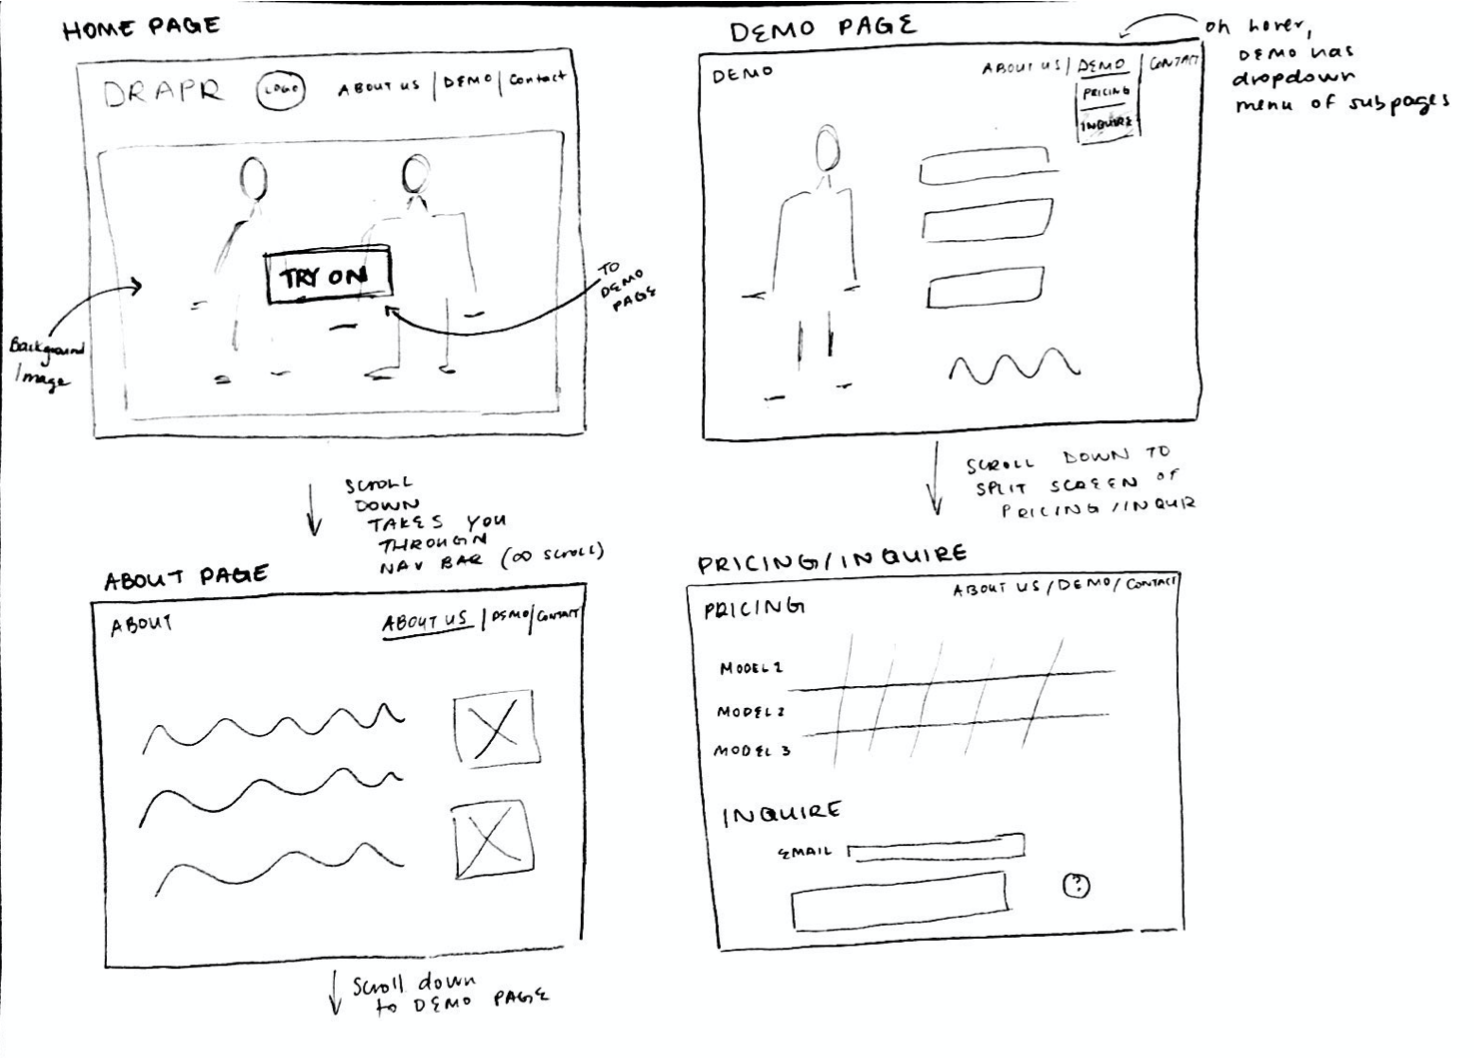 HOME PAGE
DRAPR LOGO ABOUT US | DEMO | Contact
TRY ON
Background
Image
TO
DEMO
PAGE
SCROLL
DOWN
TAKES YOU
THROUGH
NAV BAR (∞ SCROLL)
ABOUT PAGE
ABOUT ABOUT US | DEMO/CONTACT
Scroll down
to DEMO PAGE
DEMO PAGE
DEMO ABOUT US | DEMO | CONTACT
PRICING
INQUIRE
on hover,
DEMO has
dropdown
menu of subpages
SCROLL DOWN TO
SPLIT SCREEN OF
PRICING/INQUIR
PRICING/INQUIRE
ABOUT US/DEMO/CONTACT
PRICING
MODEL 1
MODEL 2
MODEL 3
INQUIRE
EMAIL
?